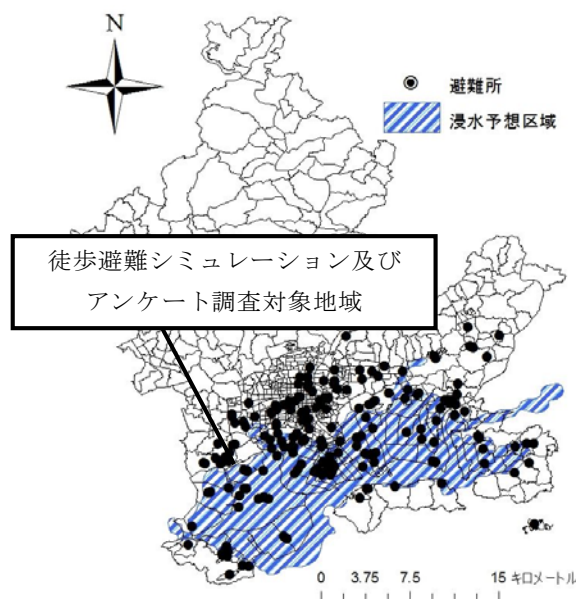 N
避難所
浸水予想区域
徒歩避難シミュレーション及び
アンケート調査対象地域
0 3.75 7.5 15 キロメートル